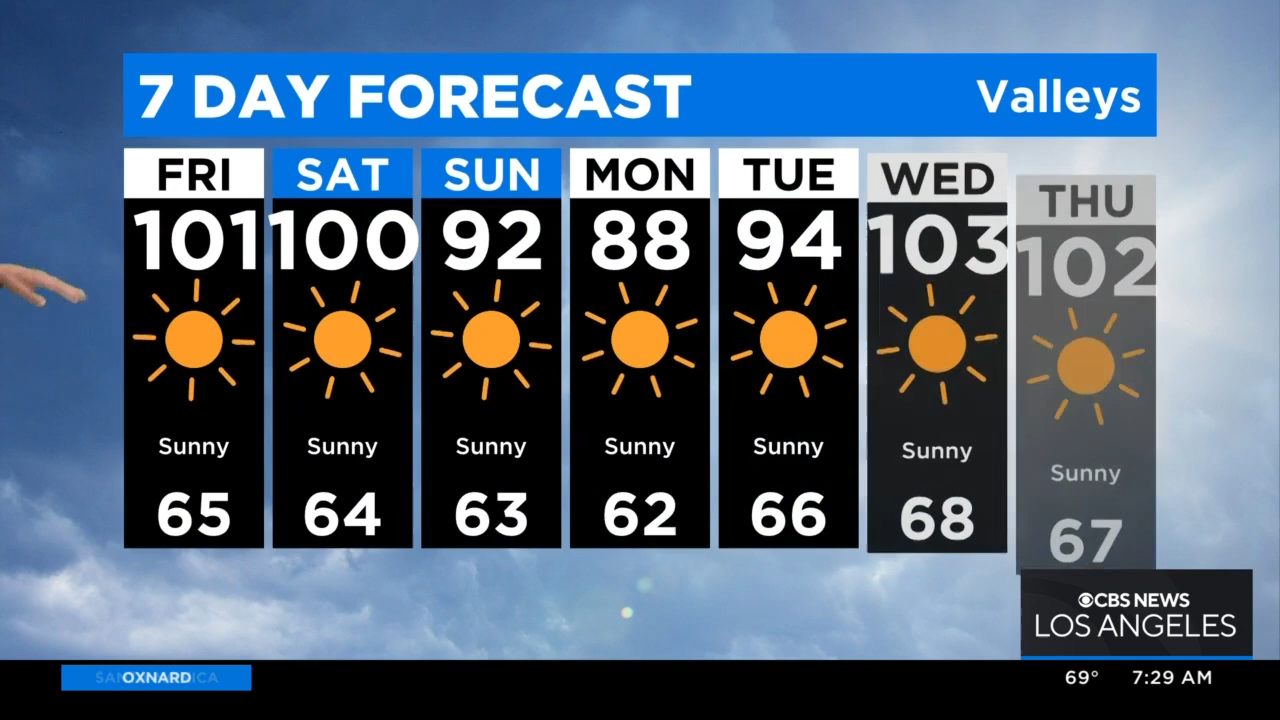 7 DAY FORECAST
Valleys
FRI SAT SUN MON TUE WED THU
101 100 92 88 94 103 102
Sunny Sunny Sunny Sunny Sunny Sunny Sunny
65 64 63 62 66 68 67
CBS NEWS
LOS ANGELES
OXNARD
69° 7:29 AM